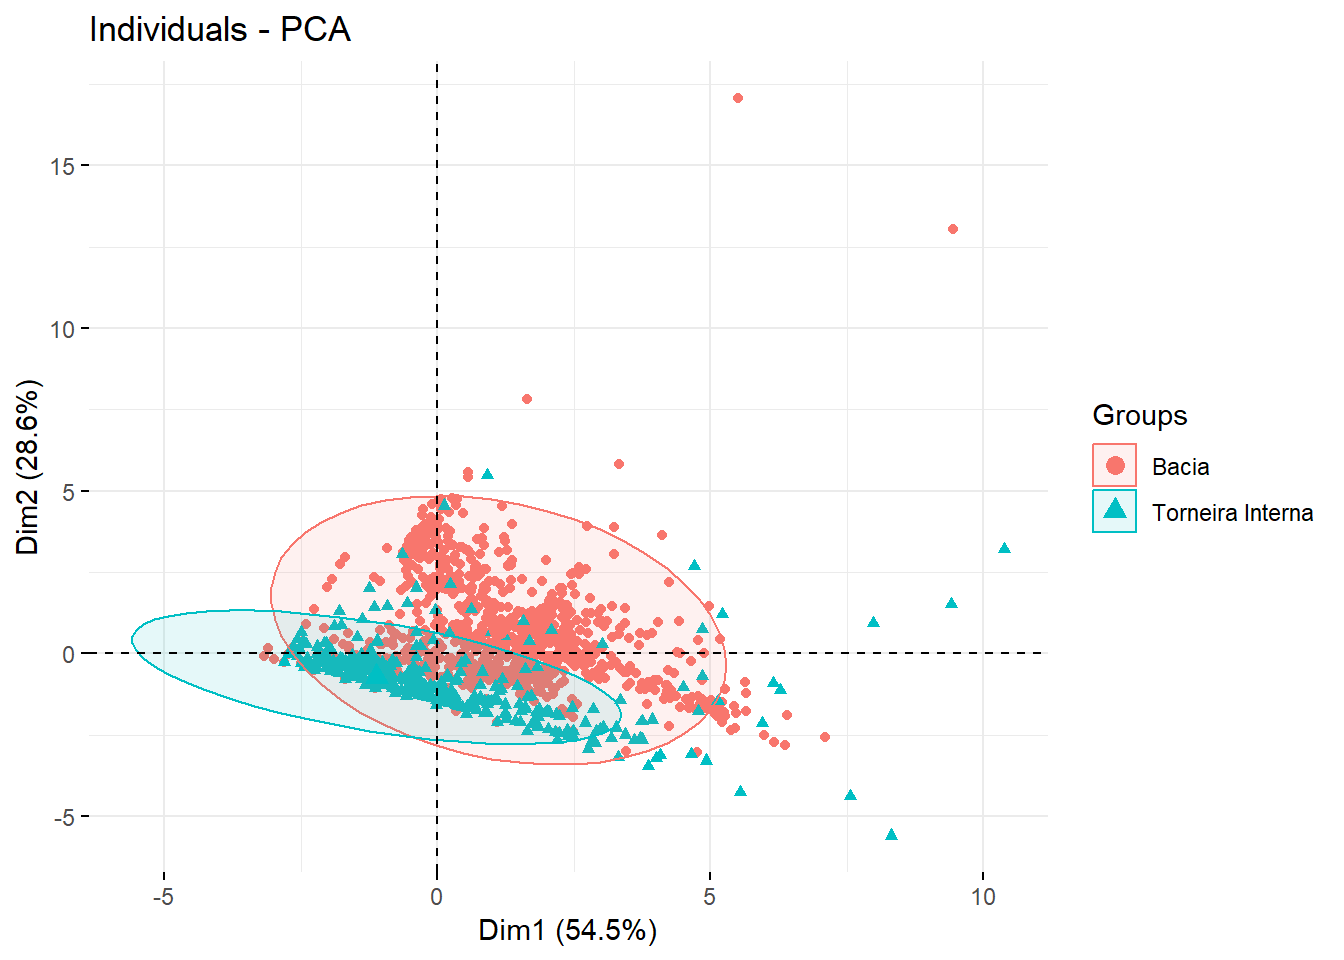 Individuals - PCA
15
10
5
0
-5
Dim2 (28.6%)
-5
0
5
10
Dim1 (54.5%)
Groups
Bacia
Torneira Interna